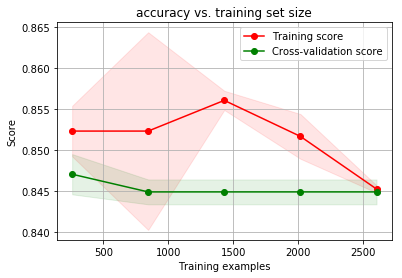 accuracy vs. training set size
Training score
Cross-validation score
Score
0.865
0.860
0.855
0.850
0.845
0.840
500
1000
1500
2000
2500
Training examples